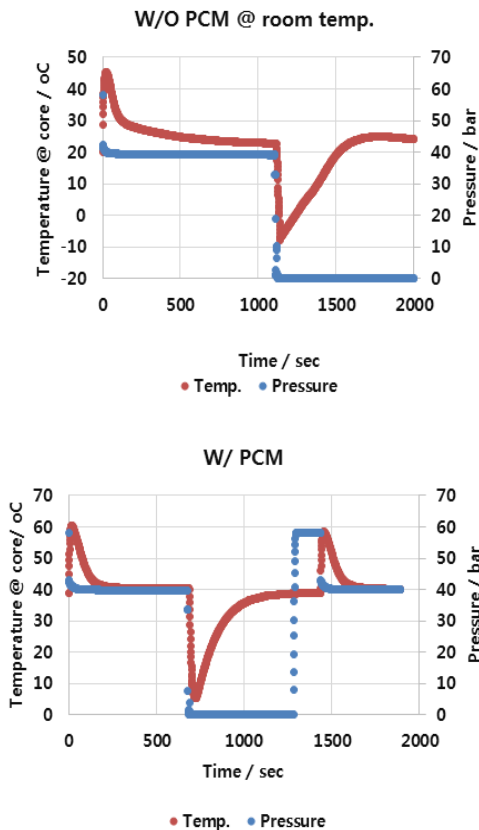 W/O PCM @ room temp.
Temperature @ core/ oC
50
40
30
20
10
0
-10
-20
70
60
50
40
30
20
10
0
Pressure / bar
0 500 1000 1500 2000
Time / sec
Temp. Pressure
W/ PCM
Temperature @ core/ oC
70
60
50
40
30
20
10
0
70
60
50
40
30
20
10
0
Pressure / bar
0 500 1000 1500 2000
Time / sec
Temp. Pressure